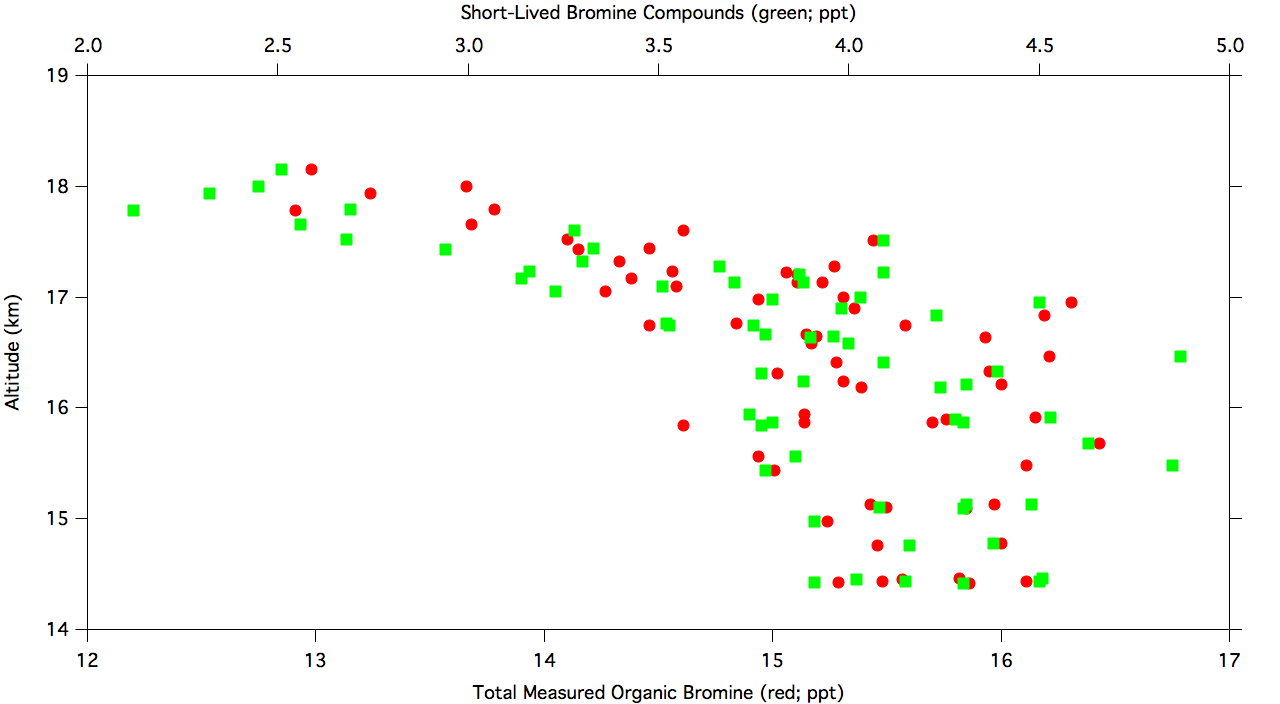 Short-Lived Bromine Compounds (green; ppt)
2.0 2.5 3.0 3.5 4.0 4.5 5.0
19
18
17
16
15
14
Altitude (km)
12 13 14 15 16 17
Total Measured Organic Bromine (red; ppt)